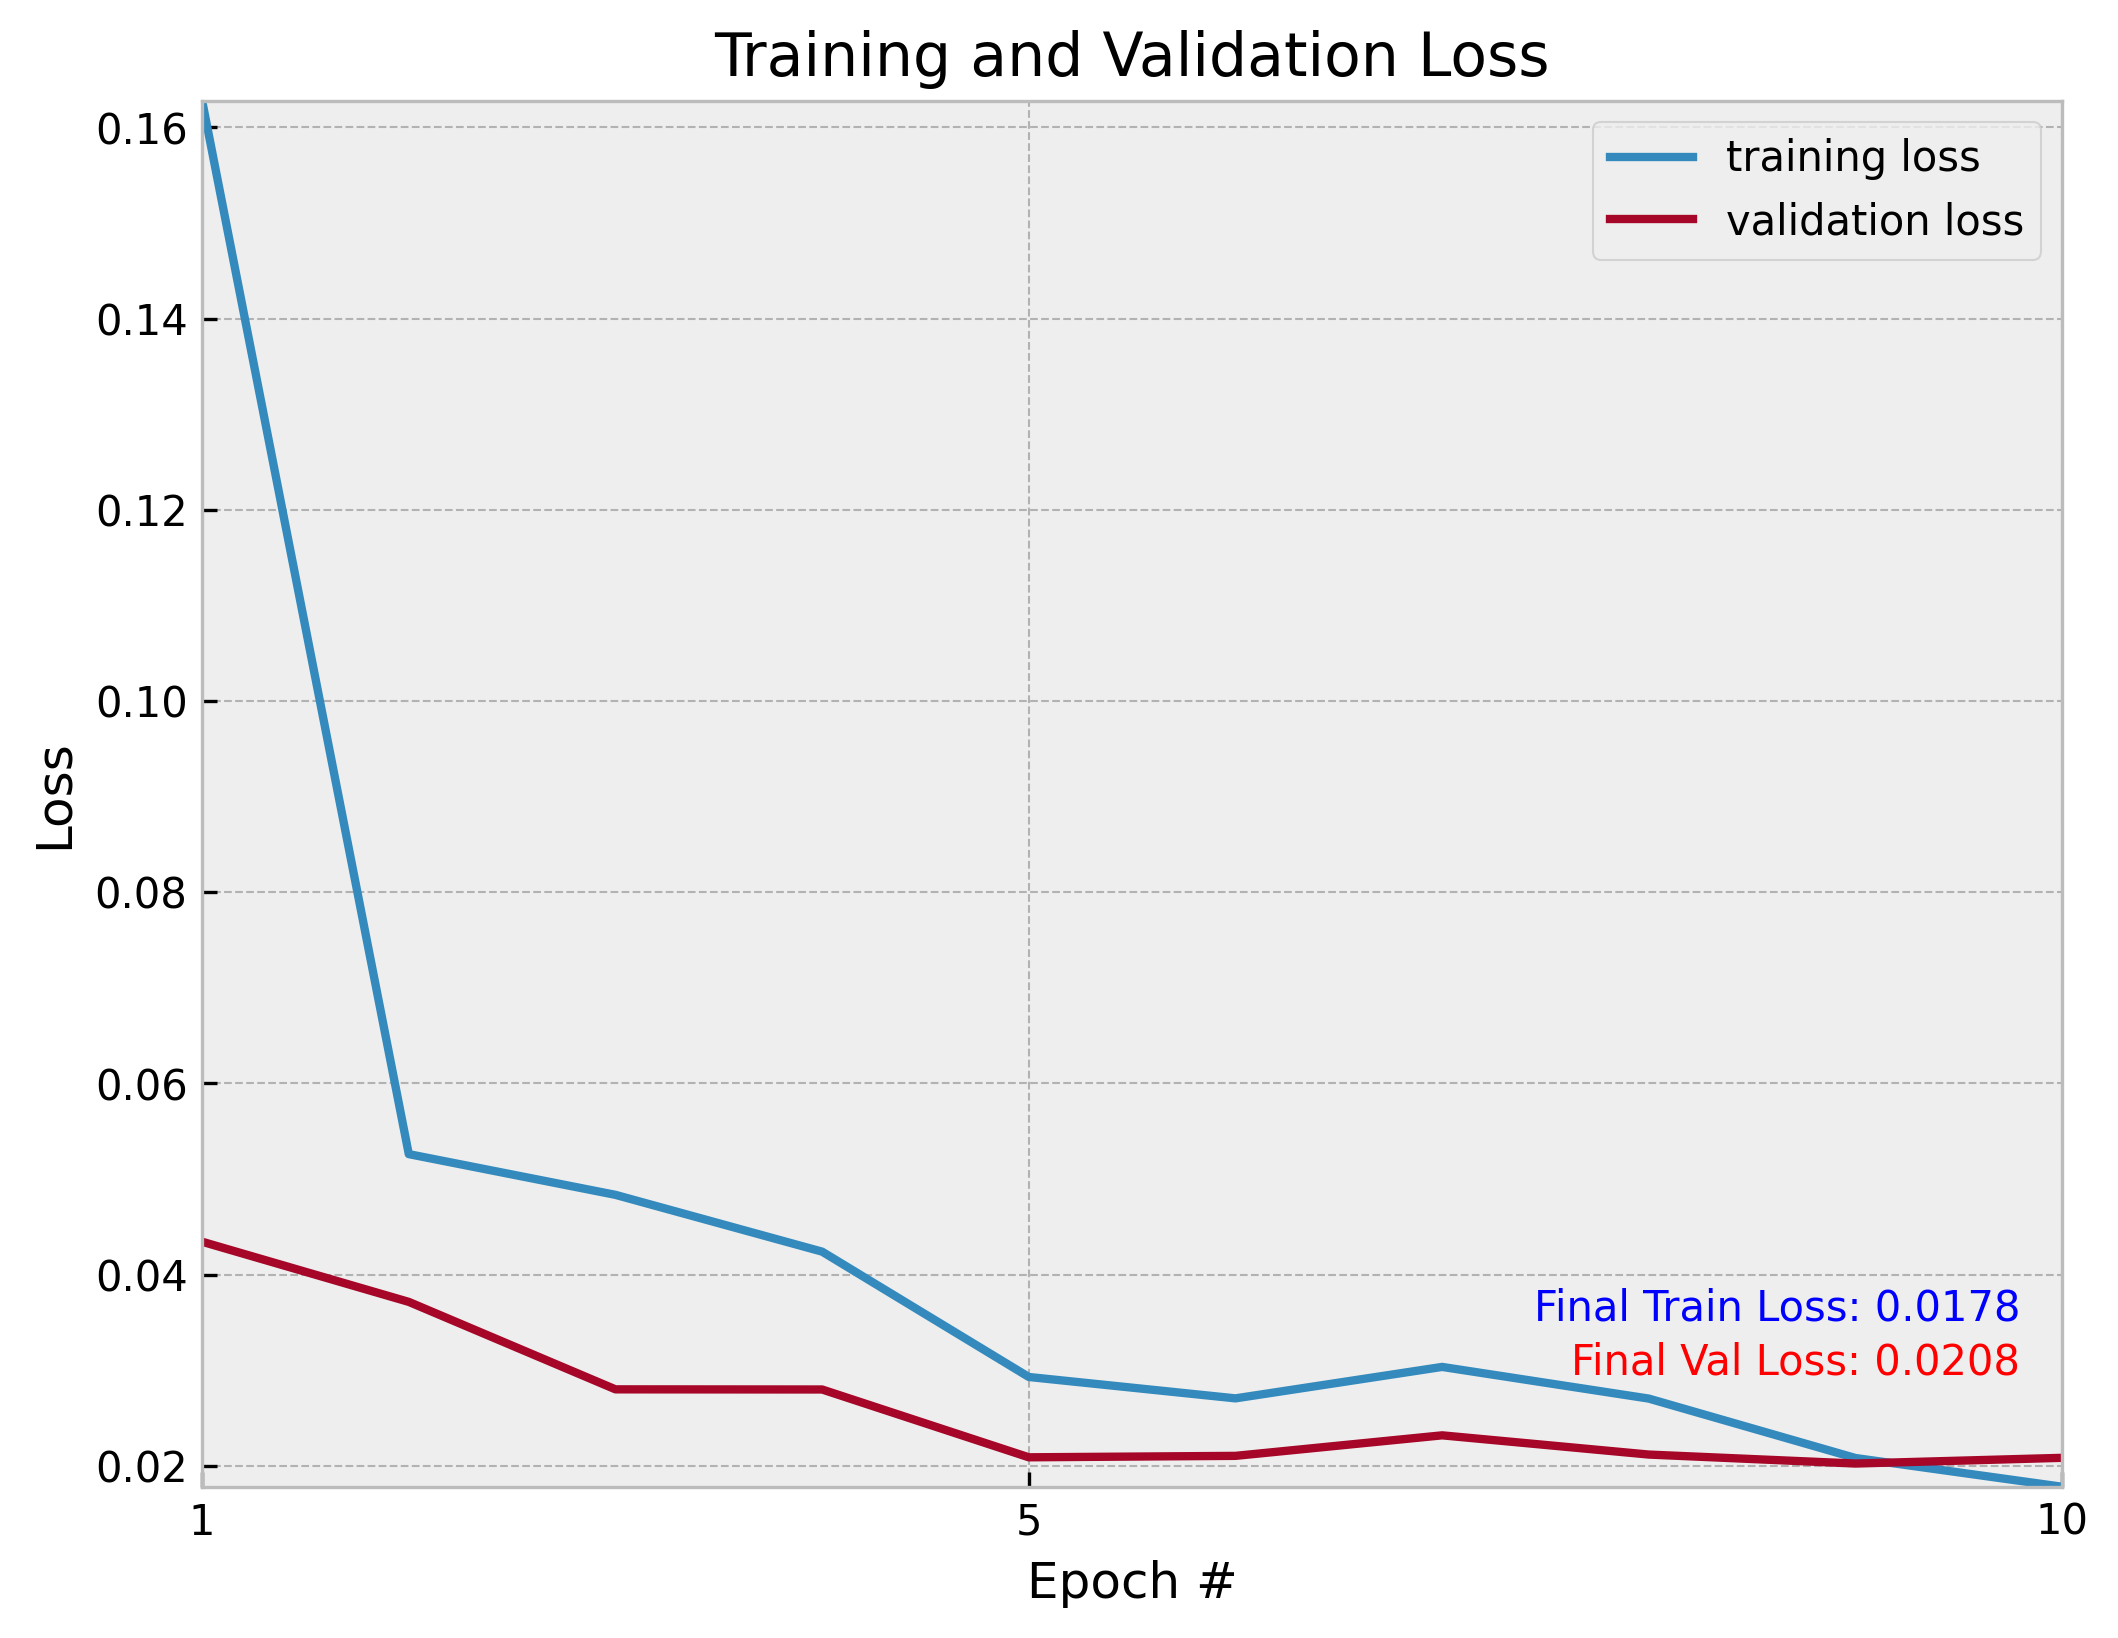 Training and Validation Loss
training loss
validation loss
0.16
0.14
0.12
0.10
0.08
0.06
0.04
0.02
Loss
Final Train Loss: 0.0178
Final Val Loss: 0.0208
1
5
10
Epoch #